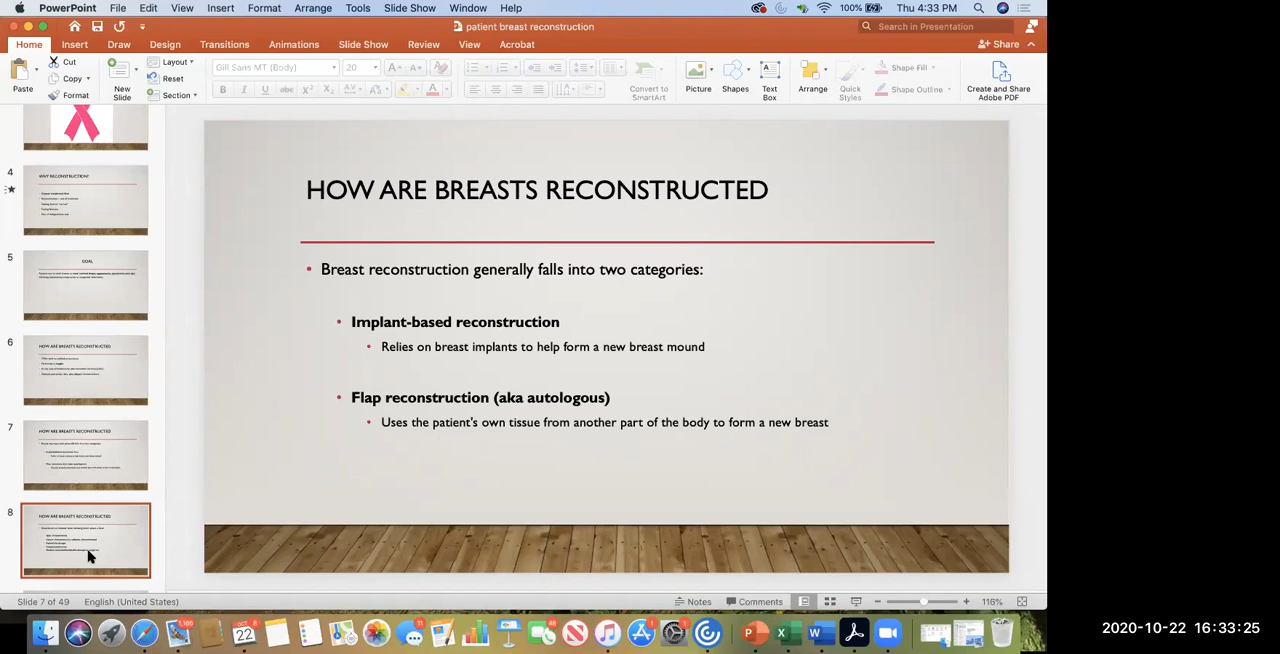 PowerPoint File Edit View Insert Format Arrange Tools Slide Show Window Help 100% Thu 4:33 PM
patient breast reconstruction
Search in Presentation
Home Insert Draw Design Transitions Animations Slide Show Review View Acrobat Share
Paste
Cut
Copy
Format
New Slide
Layout
Reset
Section
Gill Sans MT (Body) 20
Convert to SmartArt
Picture
Shapes
Text Box
Arrange
Quick Styles
Shape Fill
Shape Outline
Create and Share Adobe PDF
4
WHY RECONSTRUCTION?
5
GOAL
6
HOW ARE BREASTS RECONSTRUCTED
7
HOW ARE BREASTS RECONSTRUCTED
8
HOW ARE BREASTS RECONSTRUCTED
HOW ARE BREASTS RECONSTRUCTED
• Breast reconstruction generally falls into two categories:
• Implant-based reconstruction
• Relies on breast implants to help form a new breast mound
• Flap reconstruction (aka autologous)
• Uses the patient's own tissue from another part of the body to form a new breast
Slide 7 of 49 English (United States) Notes Comments 116%
OCT
22
2020-10-22 16:33:25